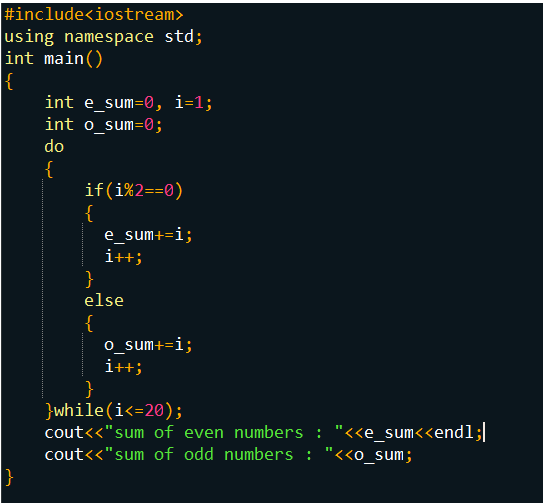 #include<iostream>
using namespace std;
int main()
{
    int e_sum=0, i=1;
    int o_sum=0;
    do
    {
        if(i%2==0)
        {
          e_sum+=i;
          i++;
        }
        else
        {
          o_sum+=i;
          i++;
        }
    }while(i<=20);
    cout<<"sum of even numbers : "<<e_sum<<endl;
    cout<<"sum of odd numbers : "<<o_sum;
}